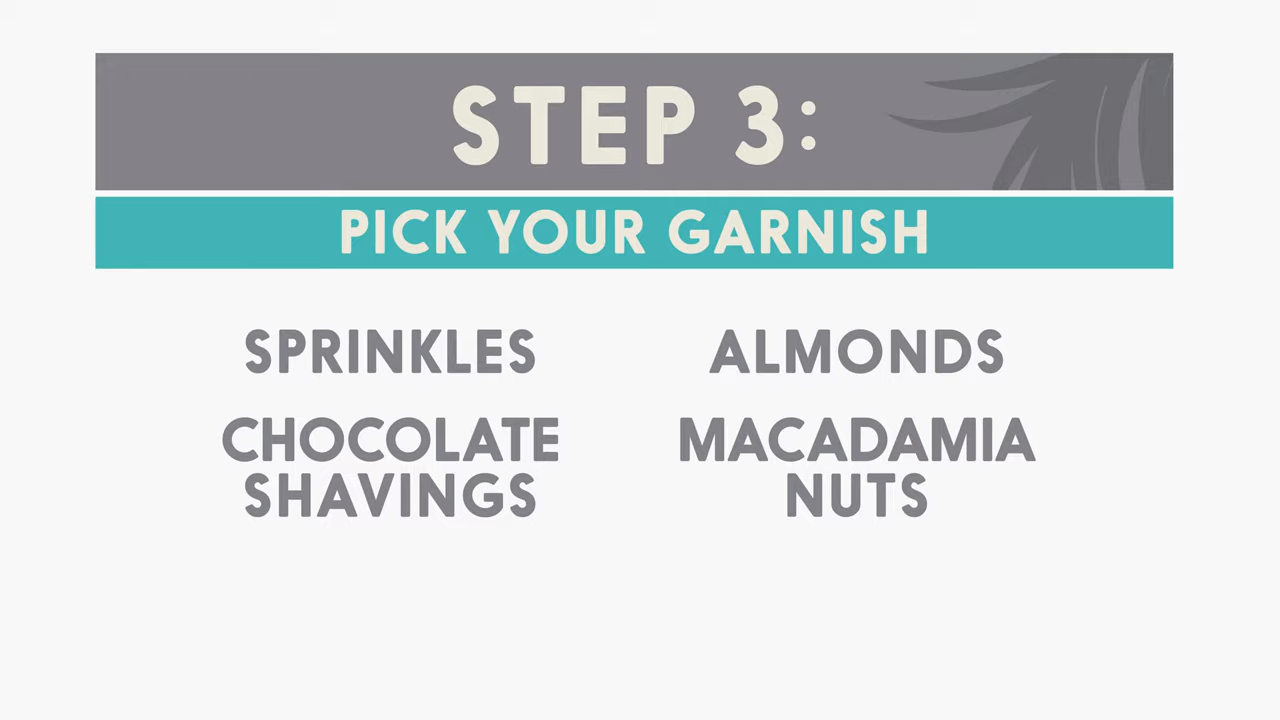 STEP 3:
PICK YOUR GARNISH
SPRINKLES
ALMONDS
CHOCOLATE
SHAVINGS
MACADAMIA
NUTS